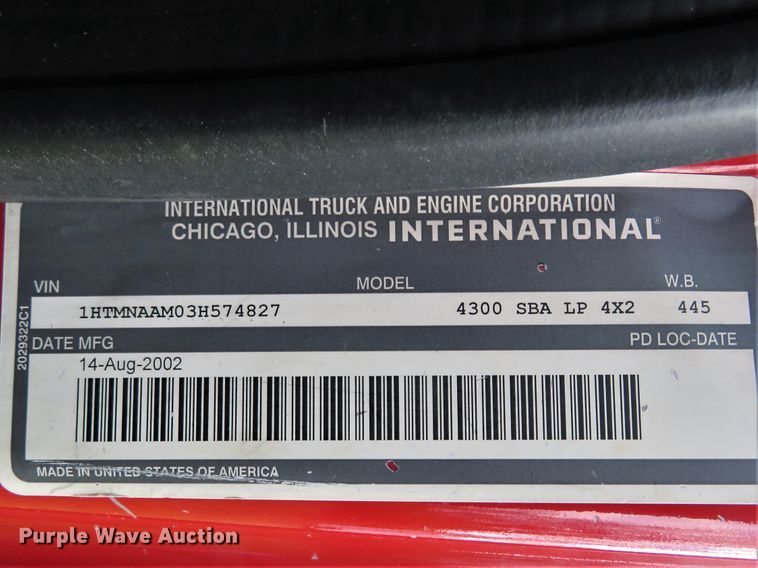 INTERNATIONAL TRUCK AND ENGINE CORPORATION
CHICAGO, ILLINOIS INTERNATIONAL®
VIN MODEL W.B.
1HTMNAAM03H574827 4300 SBA LP 4X2 445
2029322C1
DATE MFG PD LOC-DATE
14-Aug-2002
MADE IN UNITED STATES OF AMERICA
Purple Wave Auction